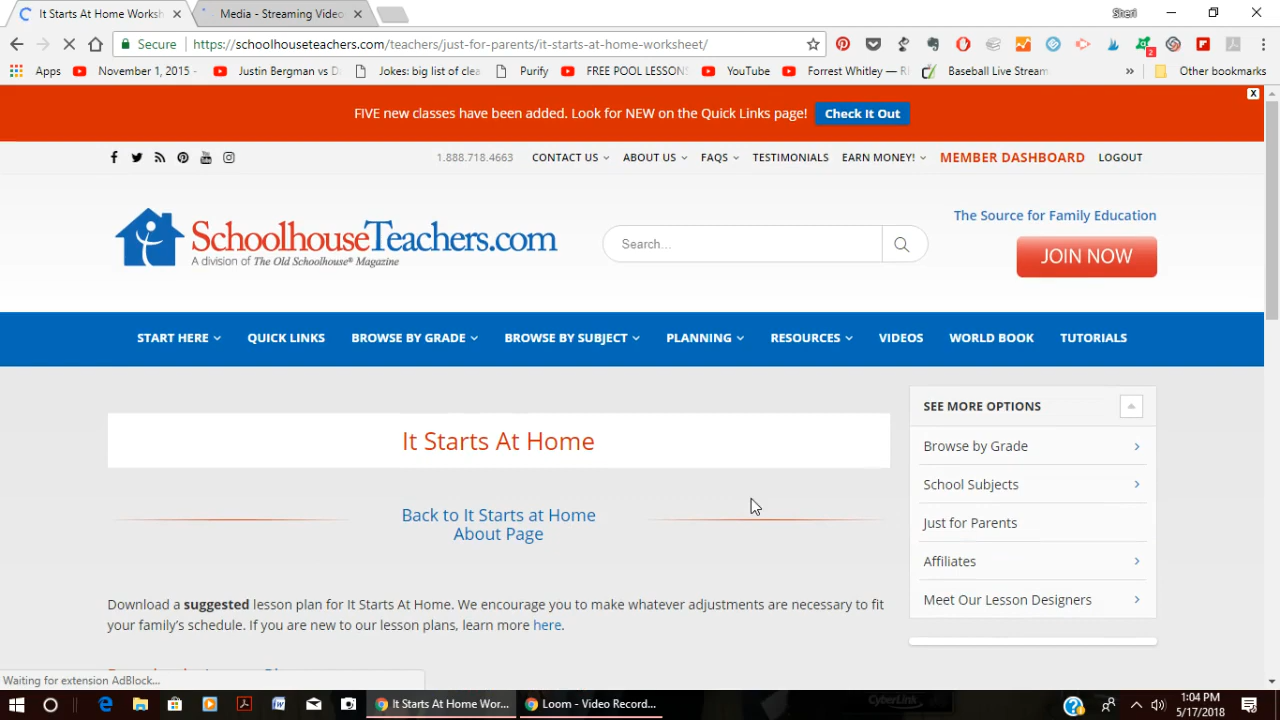 It Starts At Home Worksh
Media - Streaming Video
Sheri
Secure
https://schoolhouseteachers.com/teachers/just-for-parents/it-starts-at-home-worksheet/
Apps
November 1, 2015 -
Justin Bergman vs D
Jokes: big list of clea
Purify
FREE POOL LESSONS
YouTube
Forrest Whitley — R
Baseball Live Stream
»
Other bookmarks
FIVE new classes have been added. Look for NEW on the Quick Links page!
Check It Out
X
1.888.718.4663
CONTACT US
ABOUT US
FAQS
TESTIMONIALS
EARN MONEY!
MEMBER DASHBOARD
LOGOUT
SchoolhouseTeachers.com
A division of The Old Schoolhouse® Magazine
Search...
The Source for Family Education
JOIN NOW
START HERE
QUICK LINKS
BROWSE BY GRADE
BROWSE BY SUBJECT
PLANNING
RESOURCES
VIDEOS
WORLD BOOK
TUTORIALS
It Starts At Home
Back to It Starts at Home
About Page
Download a suggested lesson plan for It Starts At Home. We encourage you to make whatever adjustments are necessary to fit
your family's schedule. If you are new to our lesson plans, learn more here.
SEE MORE OPTIONS
Browse by Grade
School Subjects
Just for Parents
Affiliates
Meet Our Lesson Designers
Waiting for extension AdBlock...
It Starts At Home Wor...
Loom - Video Record...
CyberLink
1:04 PM
5/17/2018